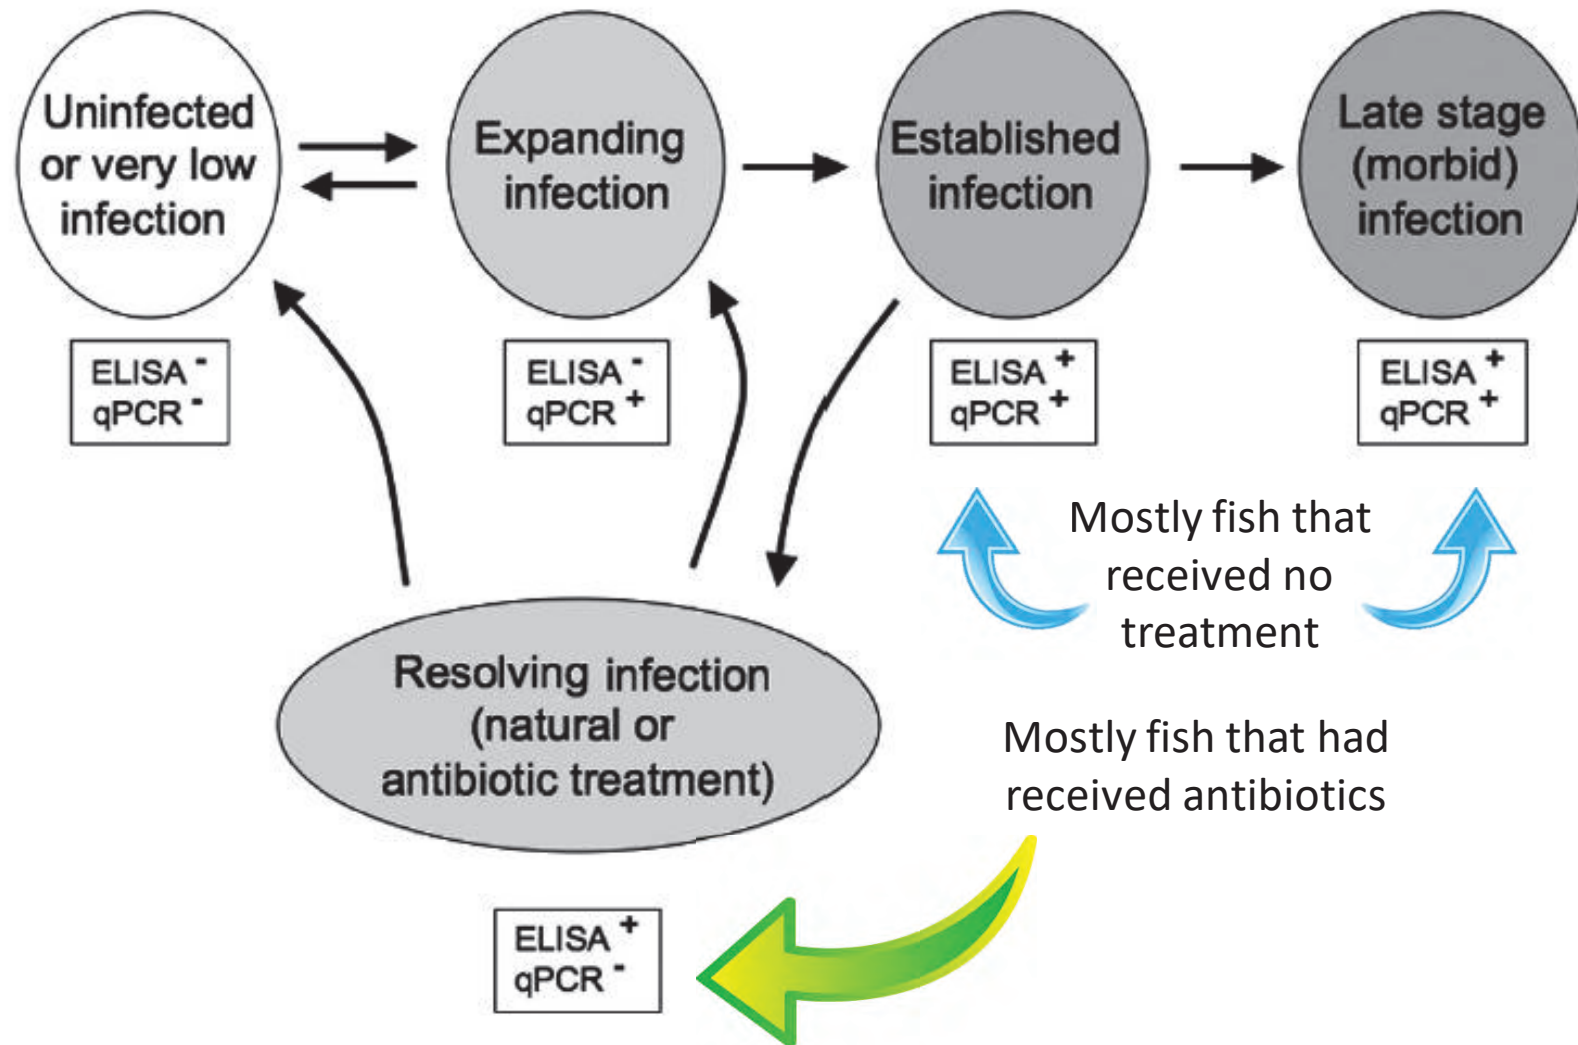 Uninfected
or very low
infection
Expanding
infection
Established
infection
Late stage
(morbid)
infection
ELISA -
qPCR -
ELISA -
qPCR +
ELISA +
qPCR +
ELISA +
qPCR +
Mostly fish that
received no
treatment
Resolving infection
(natural or
antibiotic treatment)
Mostly fish that had
received antibiotics
ELISA +
qPCR -